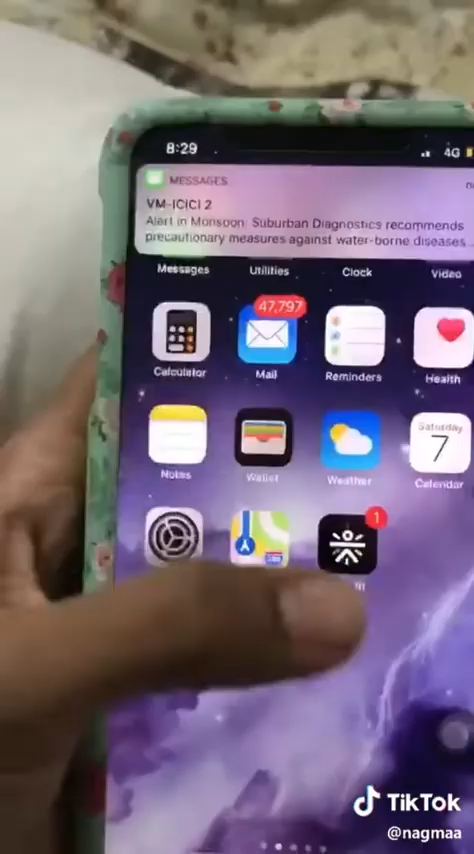 8:29
4G
MESSAGES
VM-ICICI 2
Alert in Monsoon: Suburban Diagnostics recommends
precautionary measures against water-borne diseases...
Messages Utilities Clock Video
47,797
Calculator Mail Reminders Health
Saturday
7
Notes Wallet Weather Calendar
280
1
TikTok
@nagmaa